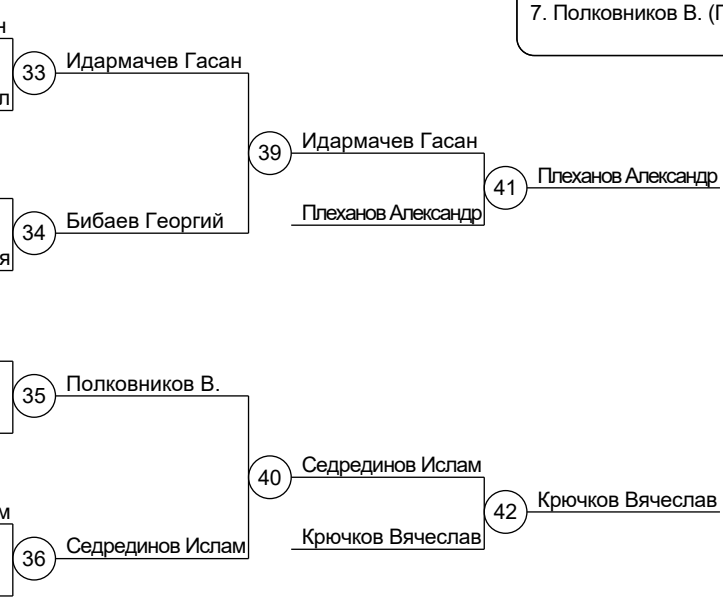 7. Полковников В. (П
н
33
Идармачев Гасан
л
39
Идармачев Гасан
41
Плеханов Александр
Плеханов Александр
34
Бибаев Георгий
я
35
Полковников В.
40
Седрединов Ислам
42
Крючков Вячеслав
Крючков Вячеслав
м
36
Седрединов Ислам